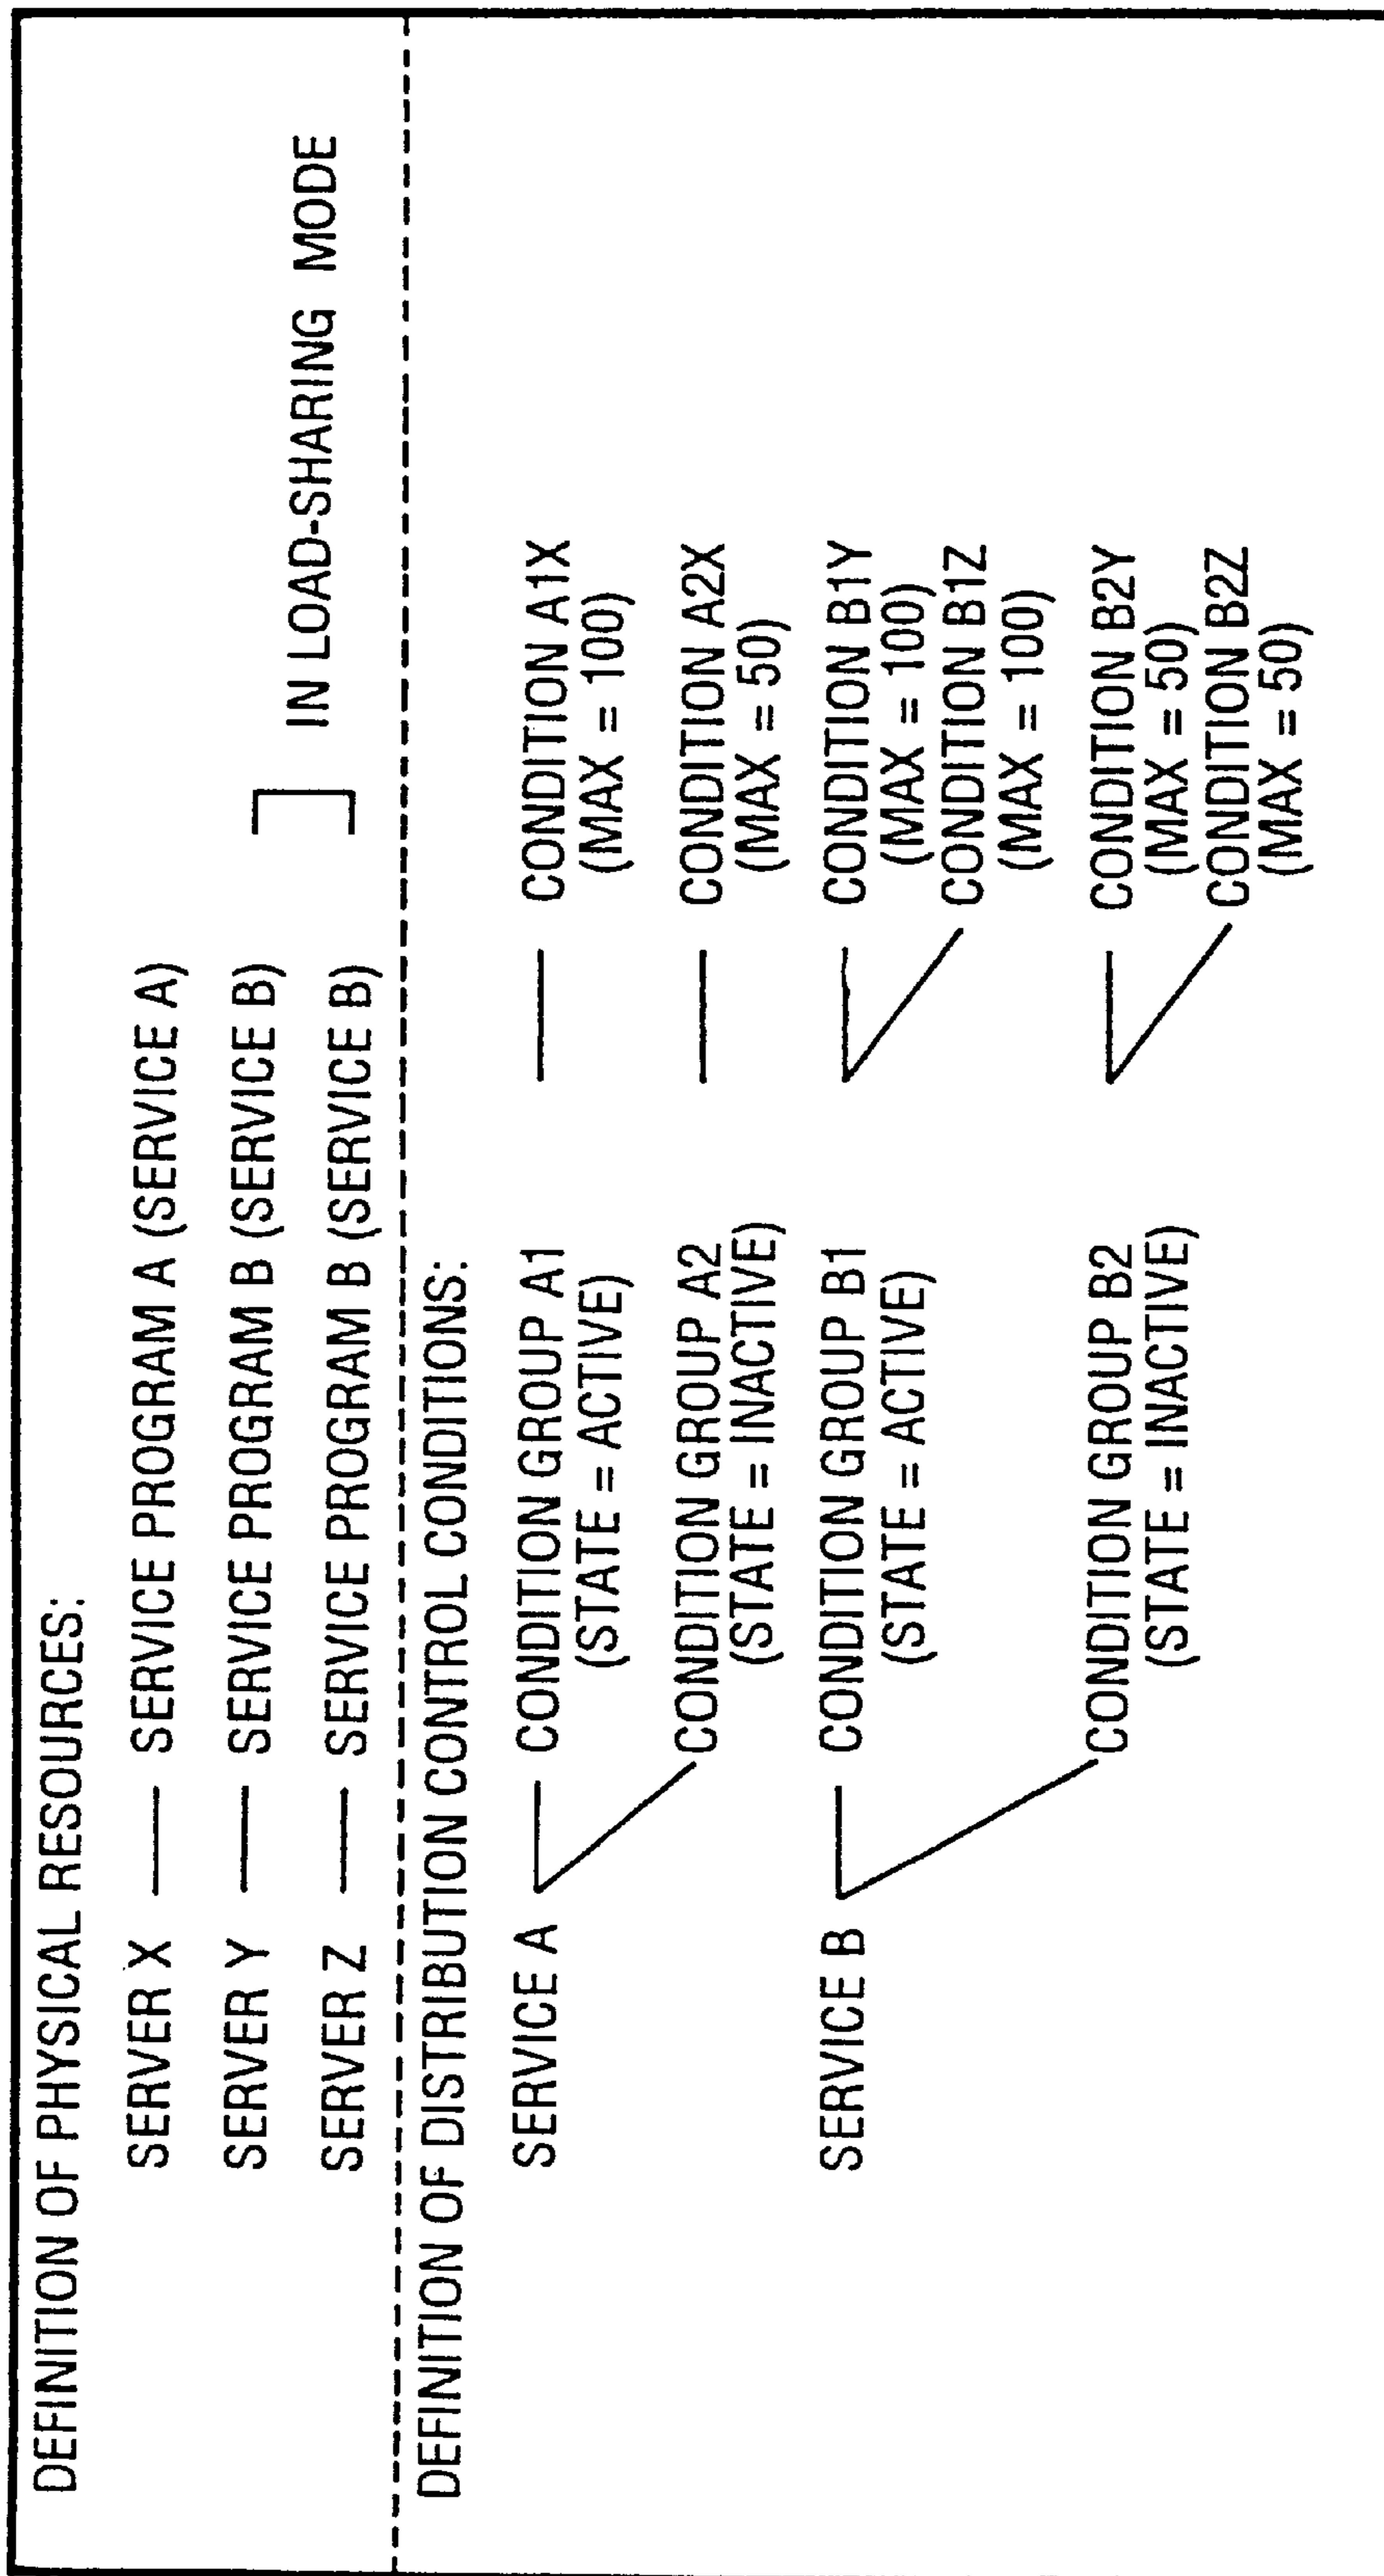 DEFINITION OF PHYSICAL RESOURCES:
SERVER X SERVICE PROGRAM A (SERVICE A)
SERVER Y SERVICE PROGRAM B (SERVICE B)
SERVER Z SERVICE PROGRAM B (SERVICE B)
IN LOAD-SHARING MODE
DEFINITION OF DISTRIBUTION CONTROL CONDITIONS:
SERVICE A CONDITION GROUP A1 CONDITION A1X
(STATE = ACTIVE) (MAX = 100)
CONDITION GROUP A2 CONDITION A2X
(STATE = INACTIVE) (MAX = 50)
SERVICE B CONDITION GROUP B1 CONDITION B1Y
(STATE = ACTIVE) (MAX = 100)
CONDITION B1Z
(MAX = 100)
CONDITION GROUP B2 CONDITION B2Y
(STATE = INACTIVE) (MAX = 50)
CONDITION B2Z
(MAX = 50)